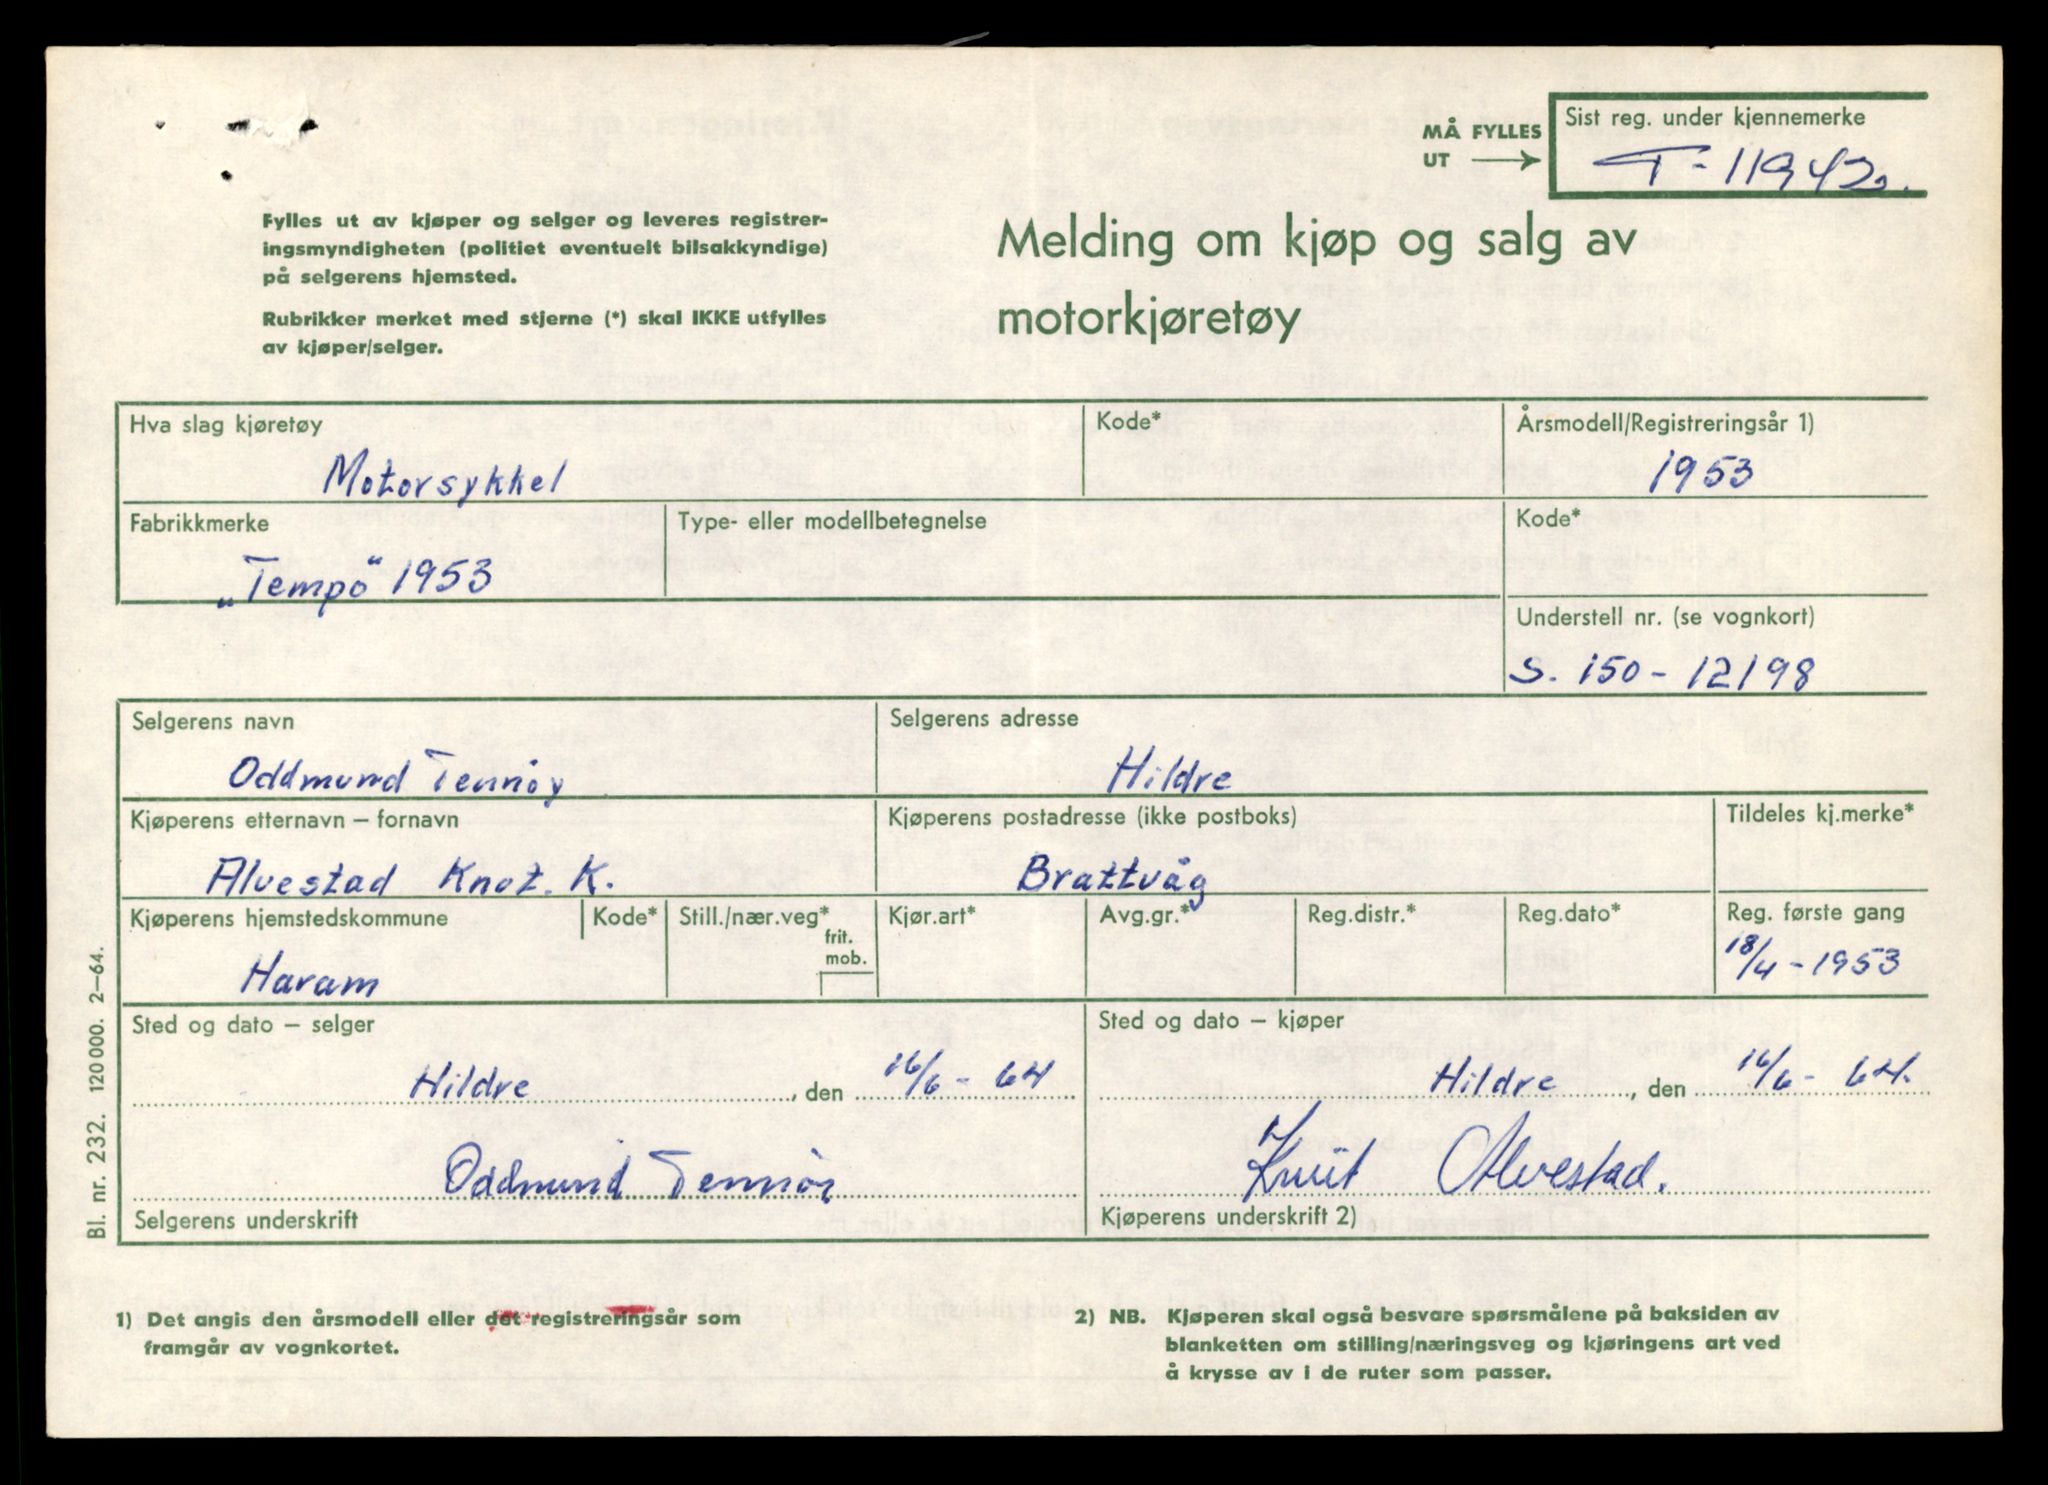 Sist reg. under kjennemerke
MÅ FYLLES
UT
T-11942.
Fylles ut av kjøper og selger og leveres registrer-
ingsmyndigheten (politiet eventuelt bilsakkyndige)
på selgerens hjemsted.
Rubrikker merket med stjerne (*) skal IKKE utfylles
av kjøper/selger.
Melding om kjøp og salg av
motorkjøretøy
Hva slag kjøretøy
Motorsykkel
Kode*
Årsmodell/Registreringsår 1)
1953
Fabrikkmerke
„Tempo" 1953
Type- eller modellbetegnelse
Kode*
Understell nr. (se vognkort)
S. 150-12198
Selgerens navn
Oddmund Tennøy
Selgerens adresse
Hildre
Kjøperens etternavn – fornavn
Alvestad Knut. K.
Kjøperens postadresse (ikke postboks)
Brattvåg
Tildeles kj.merke*
Kjøperens hjemstedskommune
Haram
Kode*
Still./nær.veg*
frit.
mob.
Kjør.art*
Avg.gr.*
Reg.distr.*
Reg.dato*
Reg. første gang
18/4-1953
Sted og dato – selger
Hildre, den 16/6-64
Oddmund Tennøy
Selgerens underskrift
Sted og dato – kjøper
Hildre, den 16/6-64.
Knut Alvestad.
Kjøperens underskrift 2)
Bl. nr. 232. 120 000. 2–64.
1) Det angis den årsmodell eller det registreringsår som
framgår av vognkortet.
2) NB. Kjøperen skal også besvare spørsmålene på baksiden av
blanketten om stilling/næringsveg og kjøringens art ved
å krysse av i de ruter som passer.